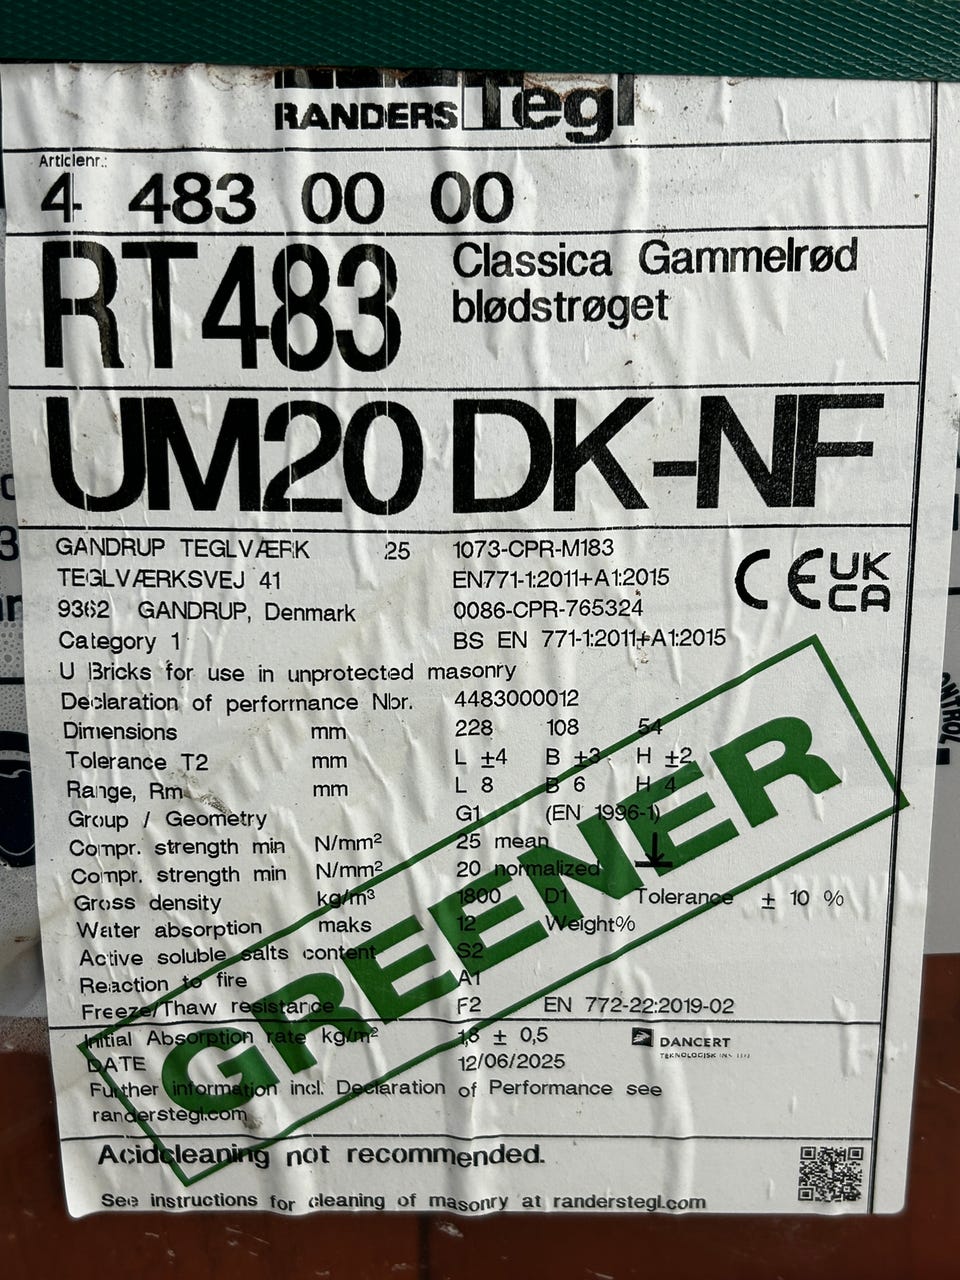 RANDERS Tegl
Articlenr.:
4 483 00 00
RT483 Classica Gammelrød
blødstrøget
UM20 DK-NF
GANDRUP TEGLVÆRK 25 1073-CPR-M183
TEGLVÆRKSVEJ 41 EN771-1:2011+A1:2015
9362 GANDRUP, Denmark 0086-CPR-765324
CE UK
CA
Category 1 BS EN 771-1:2011+A1:2015
U Bricks for use in unprotected masonry
Declaration of performance Nbr. 4483000012
Dimensions mm 228 108 54
Tolerance T2 mm L ±4 B ±3 H ±2
Range, Rm mm L 8 B 6 H 4
Group / Geometry G1 (EN 1996-1)
Compr. strength min N/mm² 25 mean
Compr. strength min N/mm² 20 normalized
Gross density kg/m³ 1800 D1 Tolerance ± 10 %
Water absorption maks 12 Weight%
Active soluble salts content S2
Reaction to fire A1
Freeze/Thaw resistance F2 EN 772-22:2019-02
Initial Absorption rate kg/m² 1,8 ± 0,5
DANCERT
DATE 12/06/2025
Further information incl. Declaration of Performance see
randerstegl.com
GREENER
Acidcleaning not recommended.
See instructions for cleaning of masonry at randerstegl.com